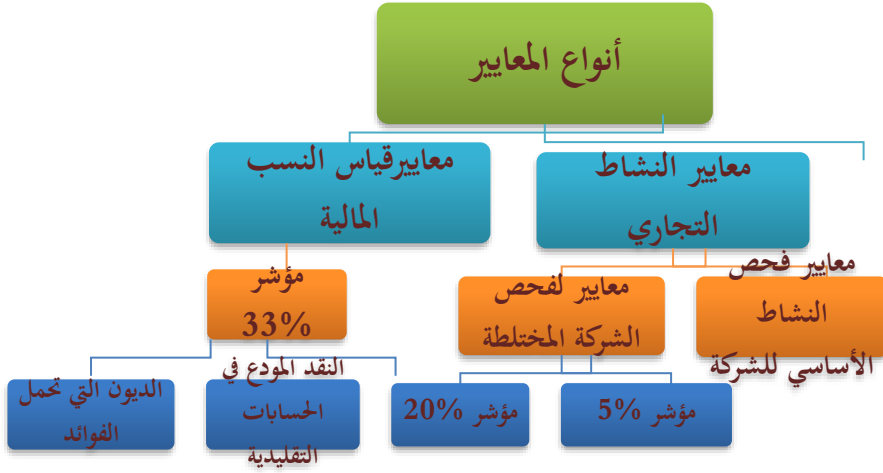 أنواع المعايير
معايير النشاط
التجاري
معاييرقياس النسب
المالية
معايير فحص
النشاط
الأساسي للشركة
معايير لفحص
الشركة المختلطة
مؤشر
33%
مؤشر 5%
مؤشر 20%
النقد المودع في
الحسابات
التقليدية
الديون التي تحمل
الفوائد